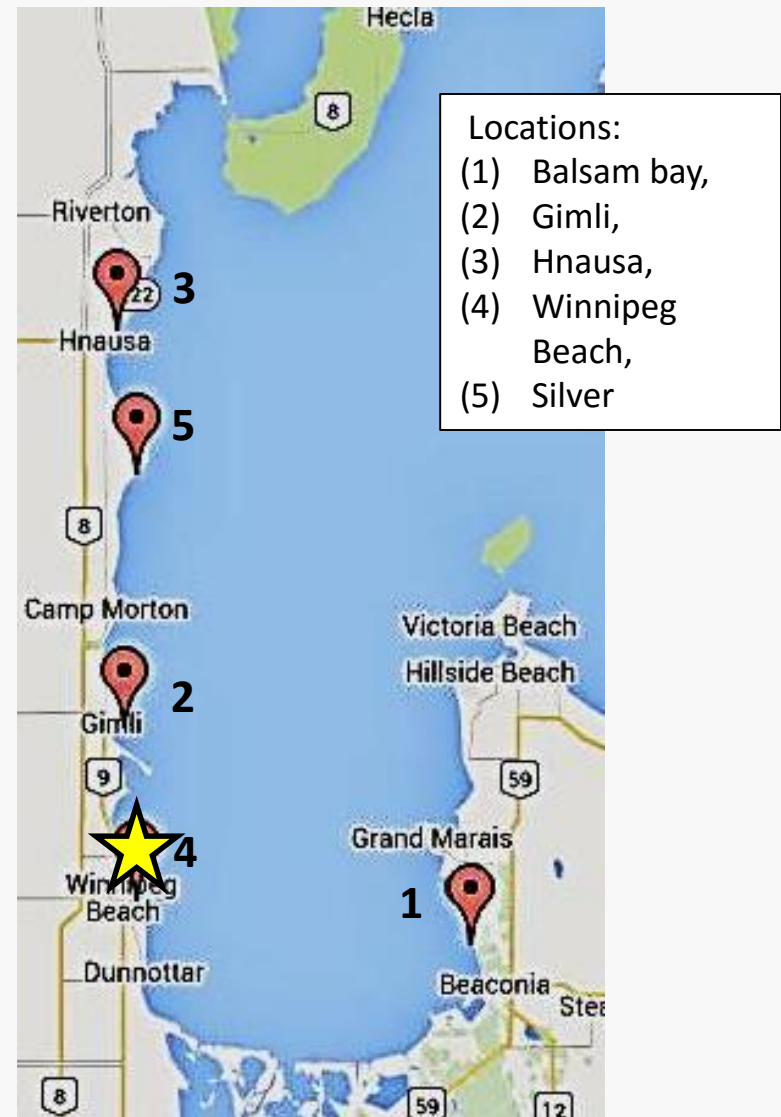 Hecla
8
Locations:
(1) Balsam bay,
(2) Gimli,
(3) Hnausa,
(4) Winnipeg
Beach,
(5) Silver
Riverton
22
3
Hnausa
5
8
Camp Morton
Victoria Beach
Hillside Beach
2
Gimli
9
59
4
Grand Marais
Winnipeg
Beach
1
Dunnottar
Beaconia
Stea
8
59
12